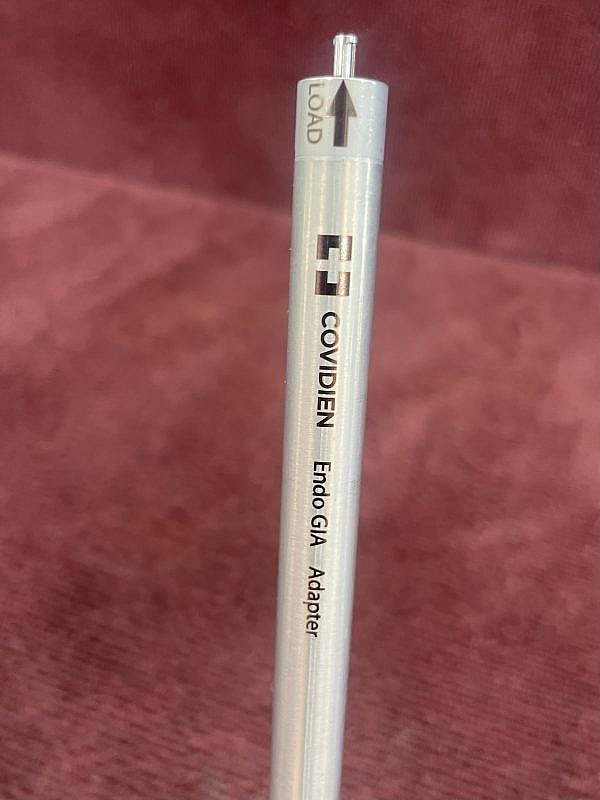 LOAD
COVIDIEN
Endo GIA Adapter